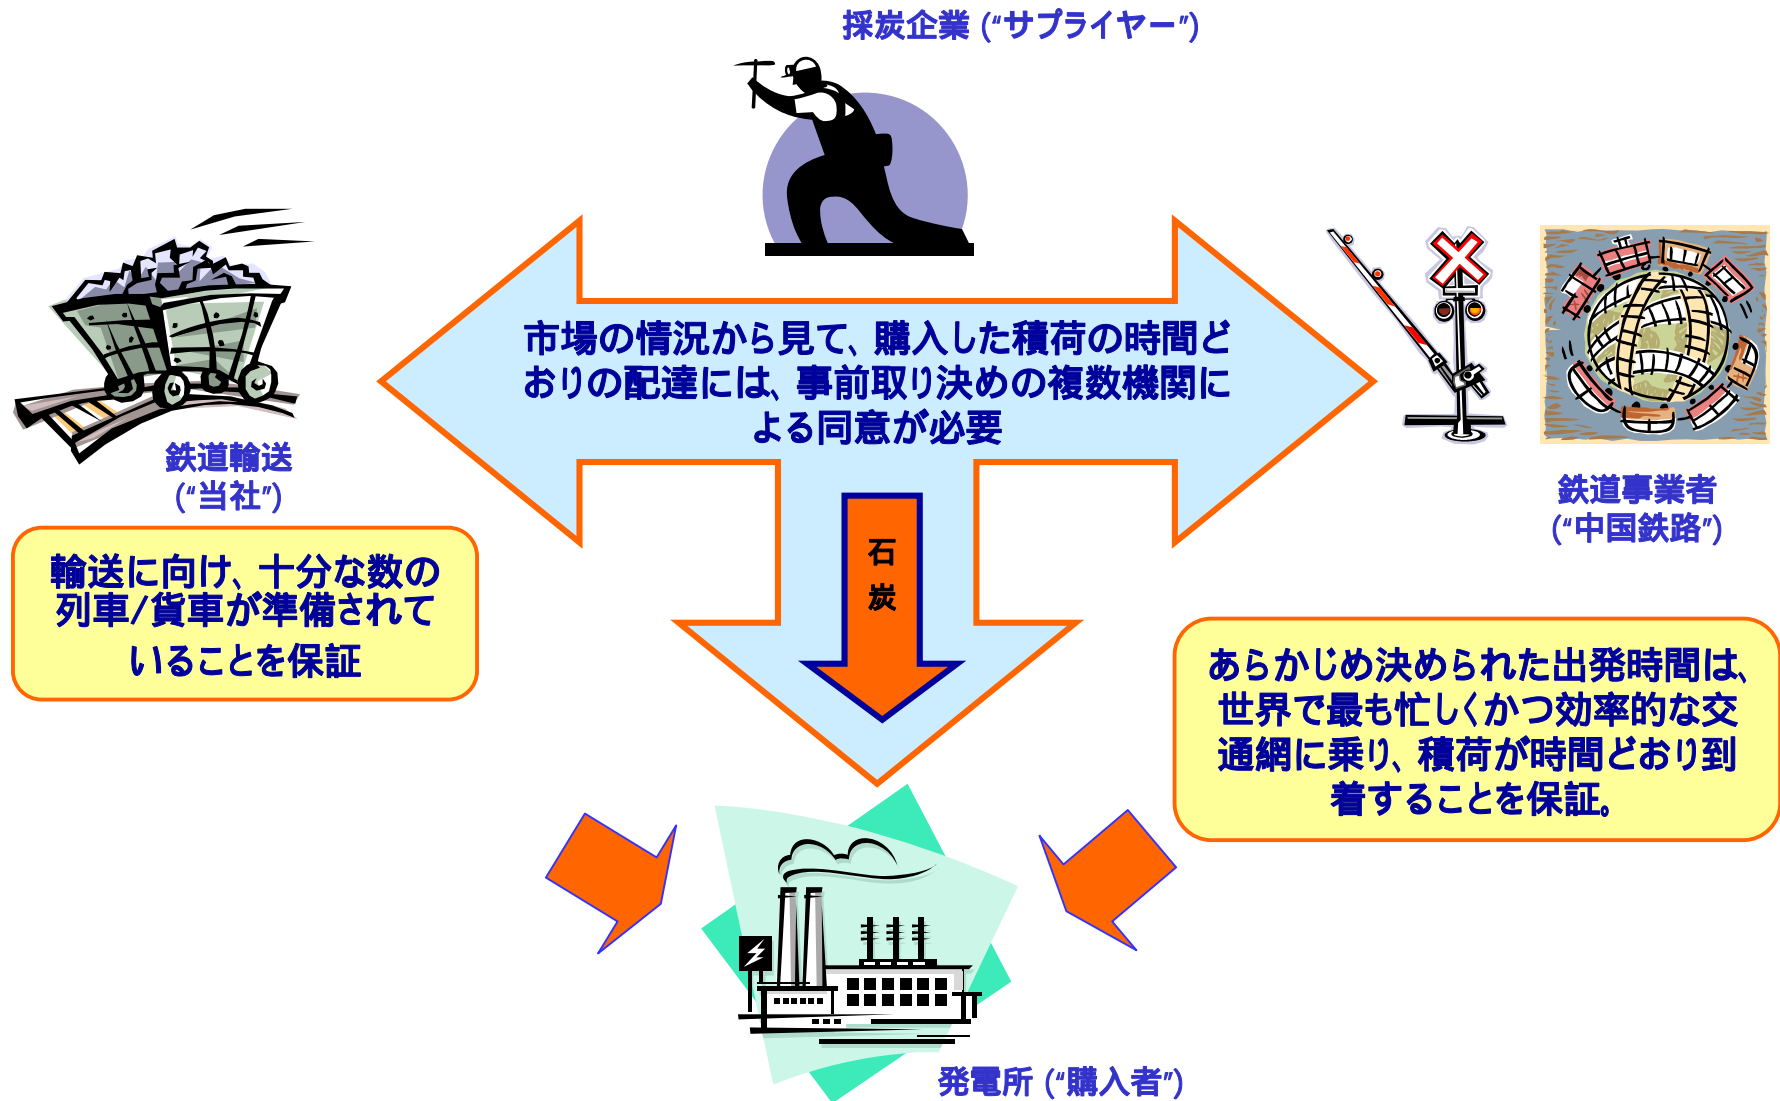 採炭企業 (“サプライヤー”)
市場の情況から見て、購入した積荷の時間ど
おりの配達には、事前取り決めの複数機関に
よる同意が必要
鉄道輸送
(“当社”)
鉄道事業者
(“中国鉄路”)
輸送に向け、十分な数の
列車/貨車が準備されて
いることを保証
石
炭
あらかじめ決められた出発時間は、
世界で最も忙しくかつ効率的な交
通網に乗り、積荷が時間どおり到
着することを保証。
発電所 (“購入者”)